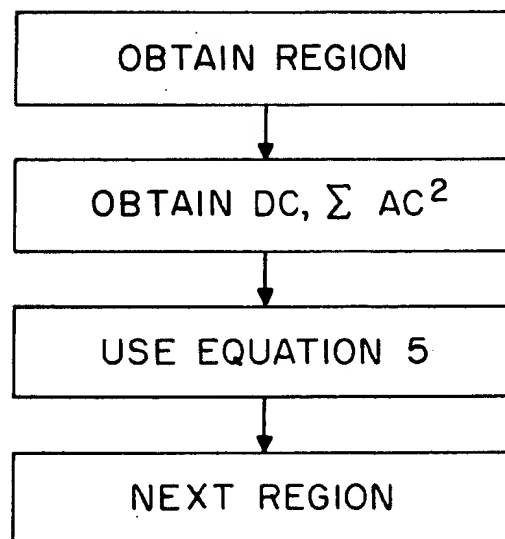 OBTAIN REGION
OBTAIN DC, Σ AC²
USE EQUATION 5
NEXT REGION